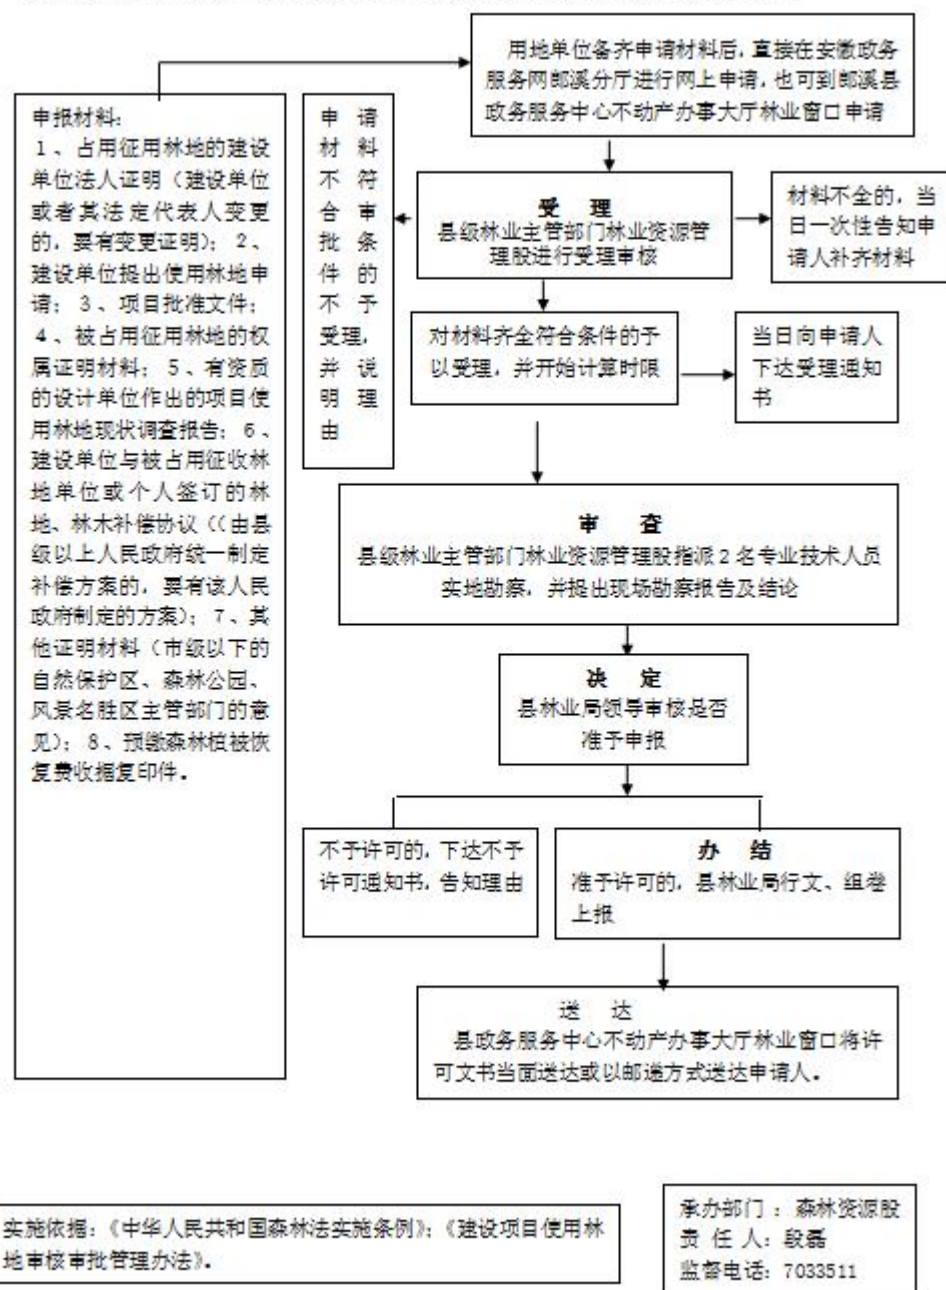 用地单位备齐申请材料后，直接在安徽政务
服务网郎溪分厅进行网上申请，也可到郎溪县
政务服务中心不动产办事大厅林业窗口申请
申报材料：
1、占用征用林地的建设
单位法人证明（建设单位
或者其法定代表人变更
的，要有变更证明）；2、
建设单位提出使用林地申
请；3、项目批准文件；
4、被占用征用林地的权
属证明材料；5、有资质
的设计单位作出的项目使
用林地现状调查报告；6、
建设单位与被占用征收林
地单位或个人签订的林
地、林木补偿协议（（由县
级以上人民政府统一制定
补偿方案的，要有该人民
政府制定的方案）；7、其
他证明材料（市级以下的
自然保护区、森林公园、
风景名胜区主管部门的意
见）；8、预缴森林植被恢
复费收据复印件。
申 请
材 料
不 符
合 审
批 条
件 的
不 予
受理，
并 说
明 理
由
受 理
县级林业主管部门林业资源管
理股进行受理审核
材料不全的，当
日一次性告知申
请人补齐材料
对材料齐全符合条件的予
以受理，并开始计算时限
当日向申请人
下达受理通知
书
审 查
县级林业主管部门林业资源管理股指派2名专业技术人员
实地勘察，并提出现场勘察报告及结论
决 定
县林业局领导审核是否
准予申报
不予许可的，下达不予
许可通知书，告知理由
办 结
准予许可的，县林业局行文、组卷
上报
送 达
县政务服务中心不动产办事大厅林业窗口将许
可文书当面送达或以邮递方式送达申请人。
实施依据：《中华人民共和国森林法实施条例》；《建设项目使用林
地审核审批管理办法》。
承办部门：森林资源股
责 任 人：段磊
监督电话：7033511